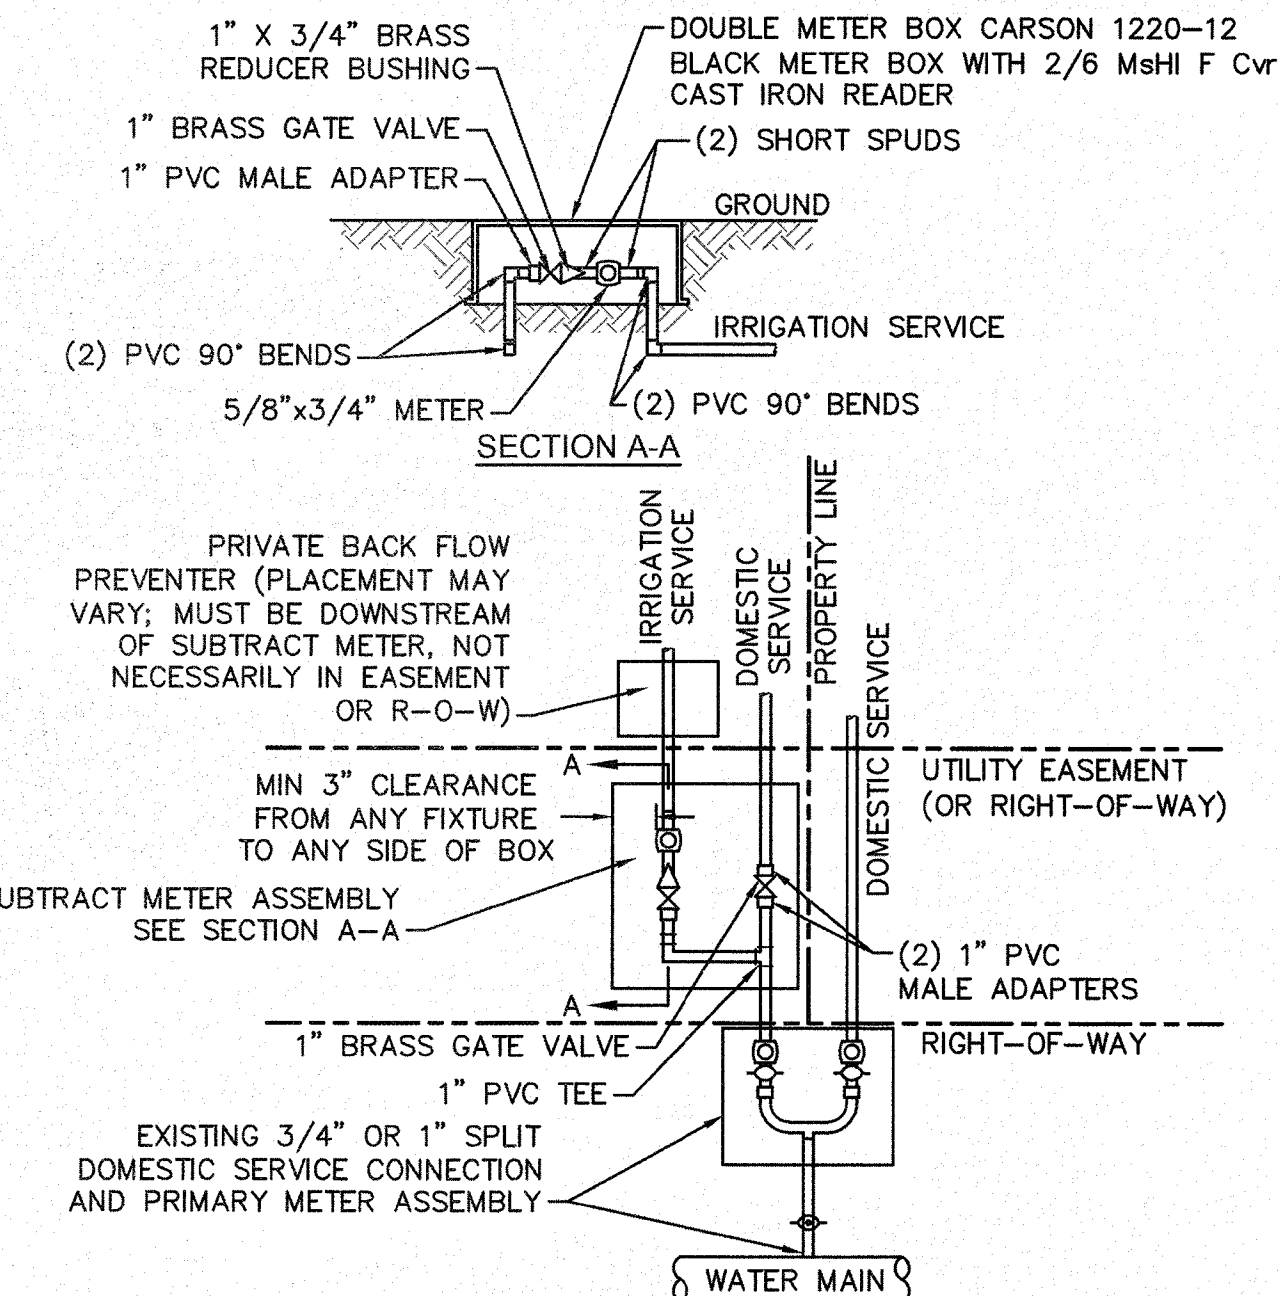 1" X 3/4" BRASS
REDUCER BUSHING
1" BRASS GATE VALVE
1" PVC MALE ADAPTER
DOUBLE METER BOX CARSON 1220-12
BLACK METER BOX WITH 2/6 MsHI F Cvr
CAST IRON READER
(2) SHORT SPUDS
GROUND
IRRIGATION SERVICE
(2) PVC 90° BENDS
5/8"x3/4" METER
(2) PVC 90° BENDS
SECTION A-A
IRRIGATION
SERVICE
DOMESTIC
SERVICE
PROPERTY LINE
DOMESTIC SERVICE
PRIVATE BACK FLOW
PREVENTER (PLACEMENT MAY
VARY; MUST BE DOWNSTREAM
OF SUBTRACT METER, NOT
NECESSARILY IN EASEMENT
OR R-O-W)
A
UTILITY EASEMENT
(OR RIGHT-OF-WAY)
MIN 3" CLEARANCE
FROM ANY FIXTURE
TO ANY SIDE OF BOX
UBTRACT METER ASSEMBLY
SEE SECTION A-A
(2) 1" PVC
MALE ADAPTERS
A
1" BRASS GATE VALVE
RIGHT-OF-WAY
1" PVC TEE
EXISTING 3/4" OR 1" SPLIT
DOMESTIC SERVICE CONNECTION
AND PRIMARY METER ASSEMBLY
WATER MAIN